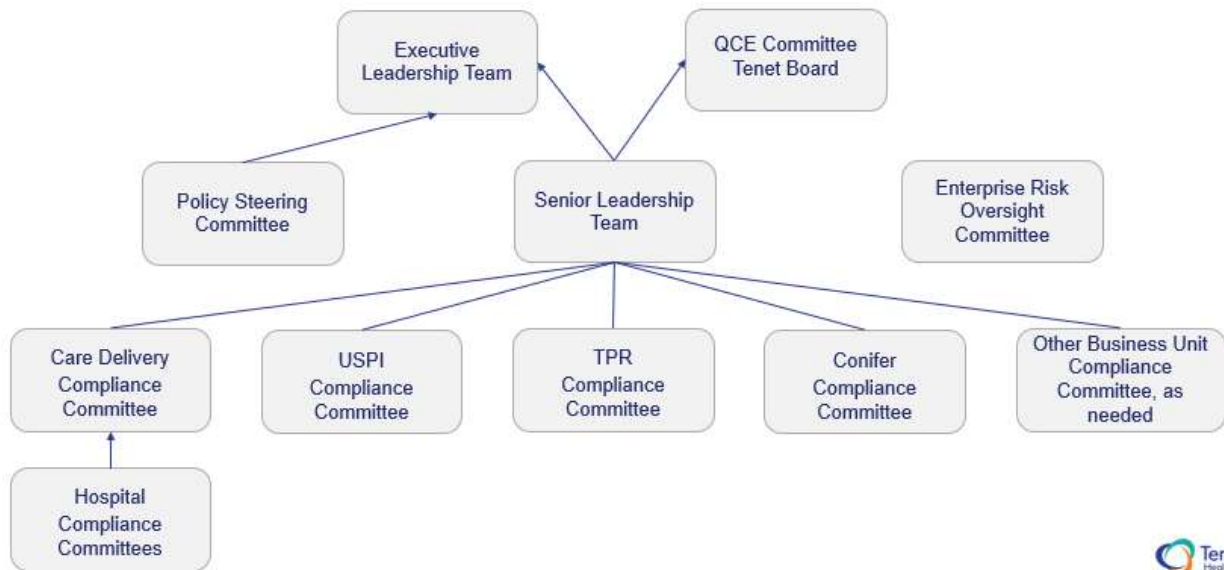 Executive
Leadership Team
QCE Committee
Tenet Board
Policy Steering
Committee
Senior Leadership
Team
Enterprise Risk
Oversight
Committee
Care Delivery
Compliance
Committee
USPI
Compliance
Committee
TPR
Compliance
Committee
Conifer
Compliance
Committee
Other Business Unit
Compliance
Committee, as
needed
Hospital
Compliance
Committees